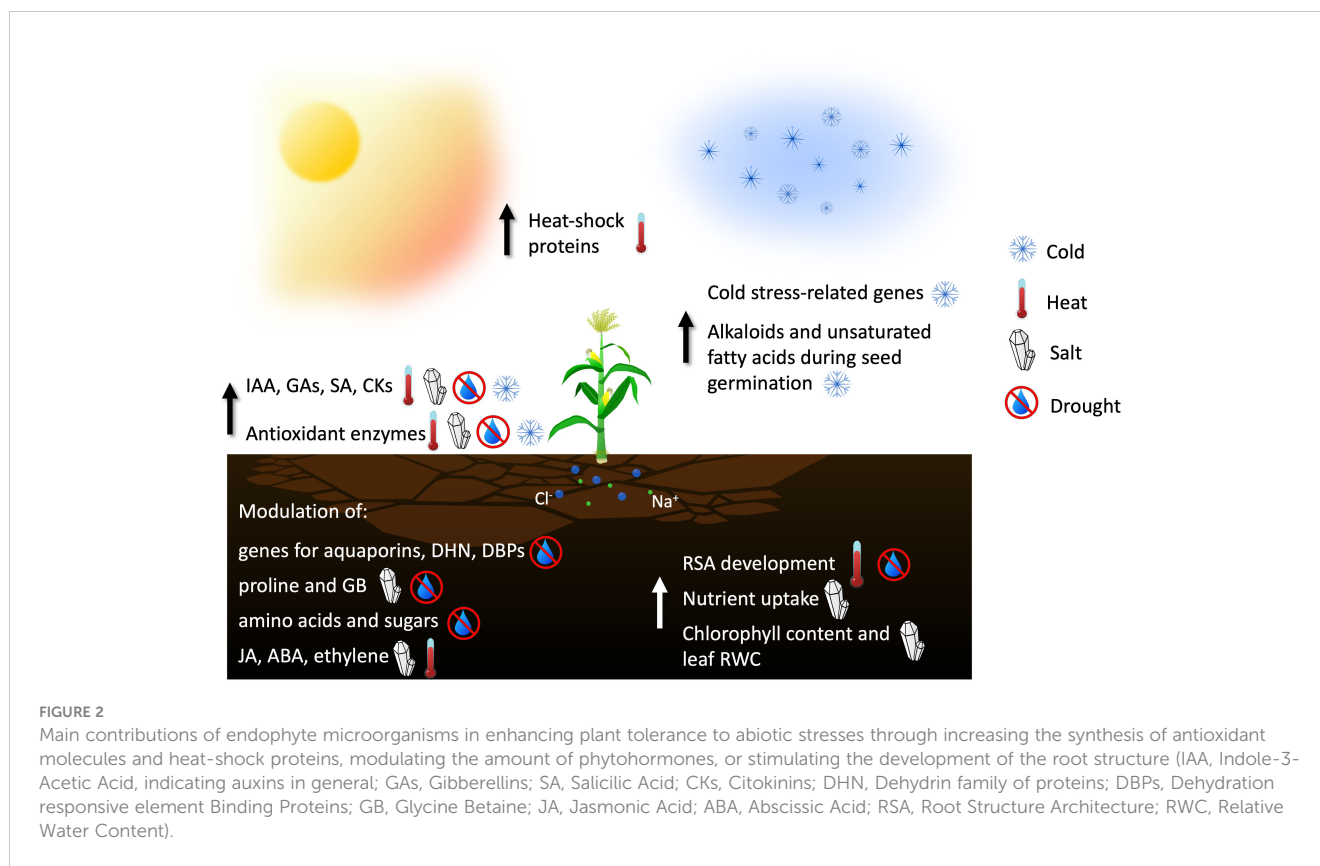 Heat-shock
proteins
Cold stress-related genes
Alkaloids and unsaturated
fatty acids during seed
germination
Cold
Heat
Salt
Drought
IAA, GAs, SA, CKs
Antioxidant enzymes
Cl-
Na+
Modulation of:
genes for aquaporins, DHN, DBPs
proline and GB
amino acids and sugars
JA, ABA, ethylene
RSA development
Nutrient uptake
Chlorophyll content and
leaf RWC
FIGURE 2
Main contributions of endophyte microorganisms in enhancing plant tolerance to abiotic stresses through increasing the synthesis of antioxidant
molecules and heat-shock proteins, modulating the amount of phytohormones, or stimulating the development of the root structure (IAA, Indole-3-
Acetic Acid, indicating auxins in general; GAs, Gibberellins; SA, Salicilic Acid; CKs, Citokinins; DHN, Dehydrin family of proteins; DBPs, Dehydration
responsive element Binding Proteins; GB, Glycine Betaine; JA, Jasmonic Acid; ABA, Abscissic Acid; RSA, Root Structure Architecture; RWC, Relative
Water Content).